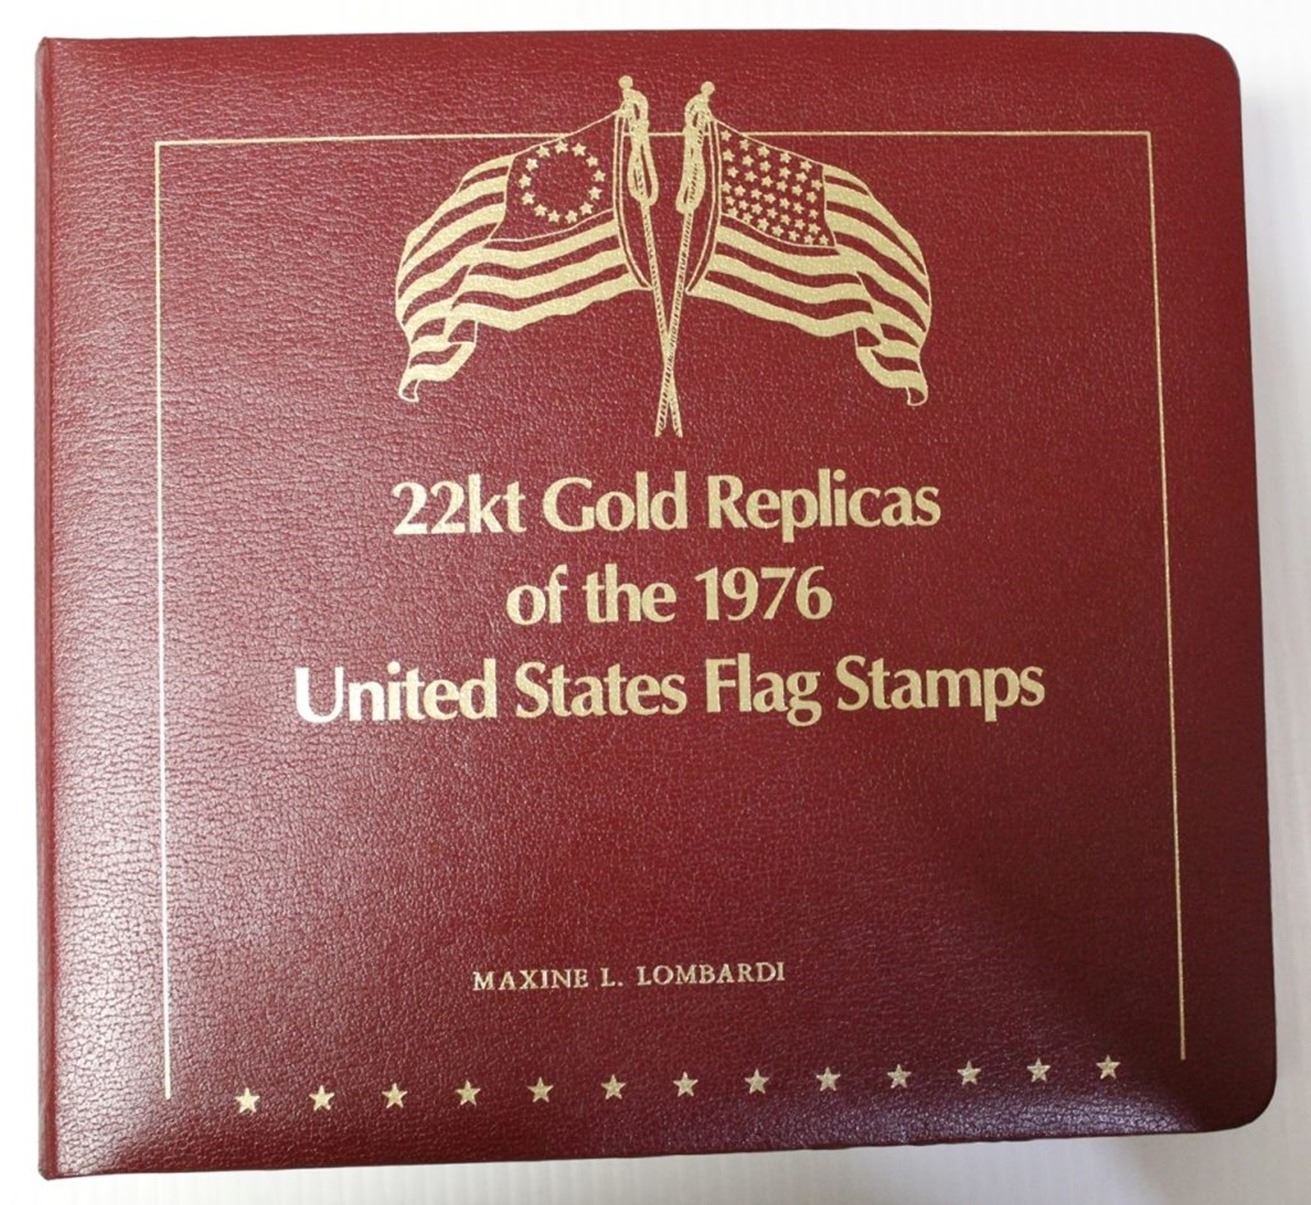 22kt Gold Replicas
of the 1976
United States Flag Stamps
MAXINE L. LOMBARDI